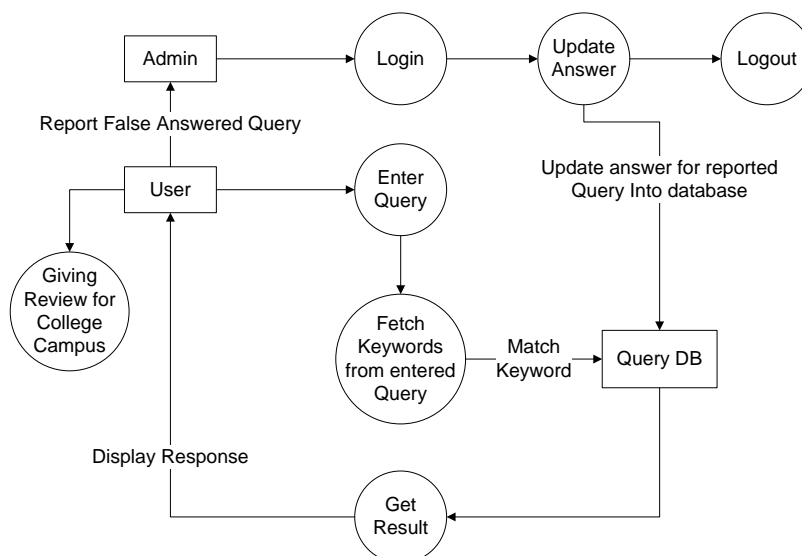 Admin
Login
Update
Answer
Logout
Report False Answered Query
User
Enter
Query
Update answer for reported
Query Into database
Giving
Review for
College
Campus
Fetch
Keywords
from entered
Query
Match
Keyword
Query DB
Display Response
Get
Result